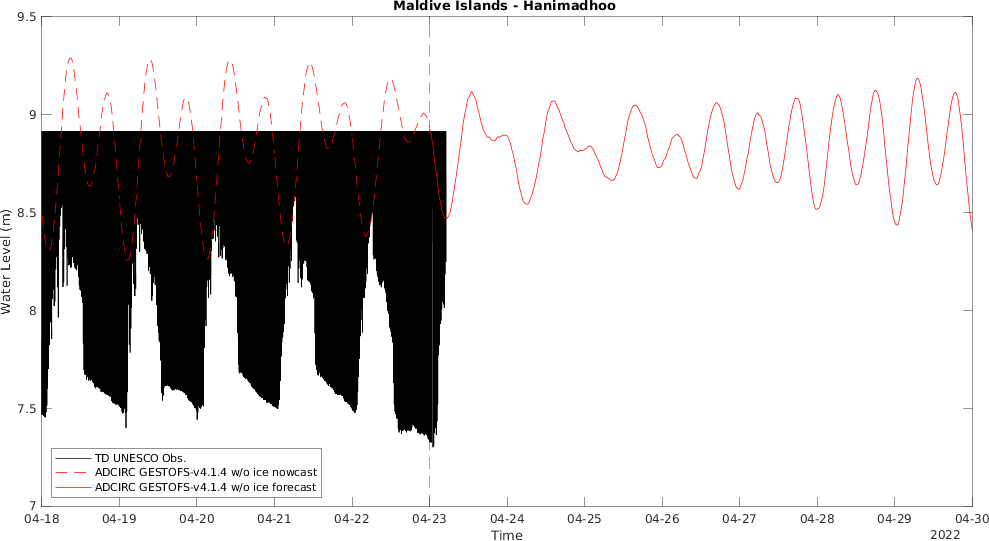 Maldive Islands - Hanimadhoo
9.5
9
8.5
8
7.5
7
Water Level (m)
TD UNESCO Obs.
ADCIRC GESTOFS-v4.1.4 w/o ice nowcast
ADCIRC GESTOFS-v4.1.4 w/o ice forecast
04-18 04-19 04-20 04-21 04-22 04-23 04-24 04-25 04-26 04-27 04-28 04-29 04-30
Time
2022